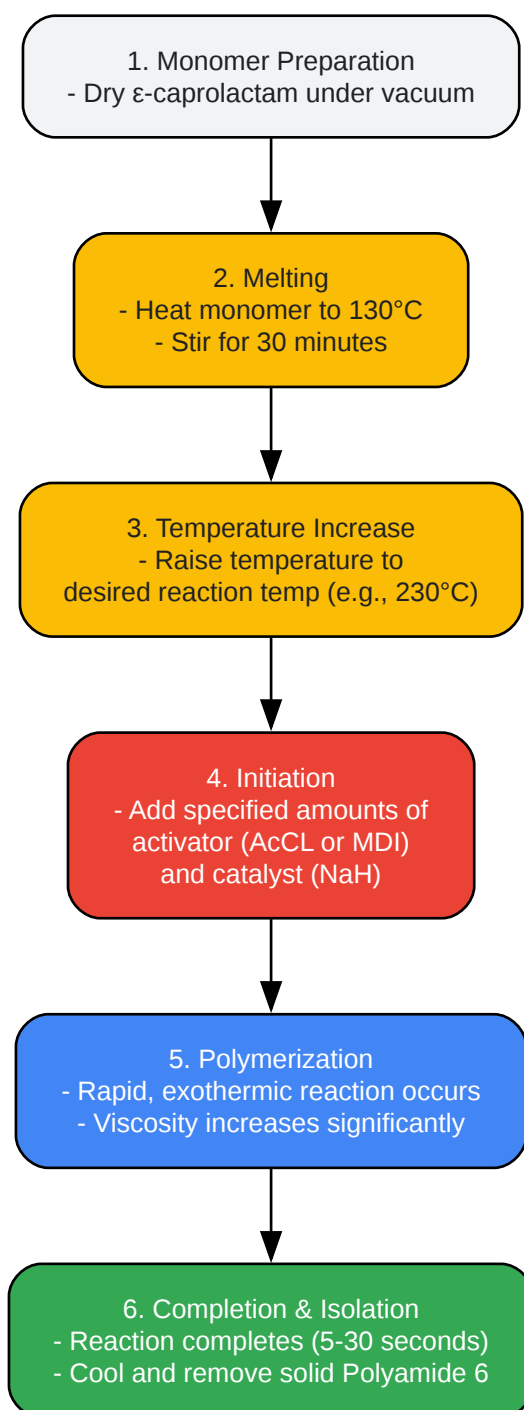 1. Monomer Preparation
- Dry ε-caprolactam under vacuum
2. Melting
- Heat monomer to 130°C
- Stir for 30 minutes
3. Temperature Increase
- Raise temperature to
desired reaction temp (e.g., 230°C)
4. Initiation
- Add specified amounts of
activator (AcCL or MDI)
and catalyst (NaH)
5. Polymerization
- Rapid, exothermic reaction occurs
- Viscosity increases significantly
6. Completion & Isolation
- Reaction completes (5-30 seconds)
- Cool and remove solid Polyamide 6